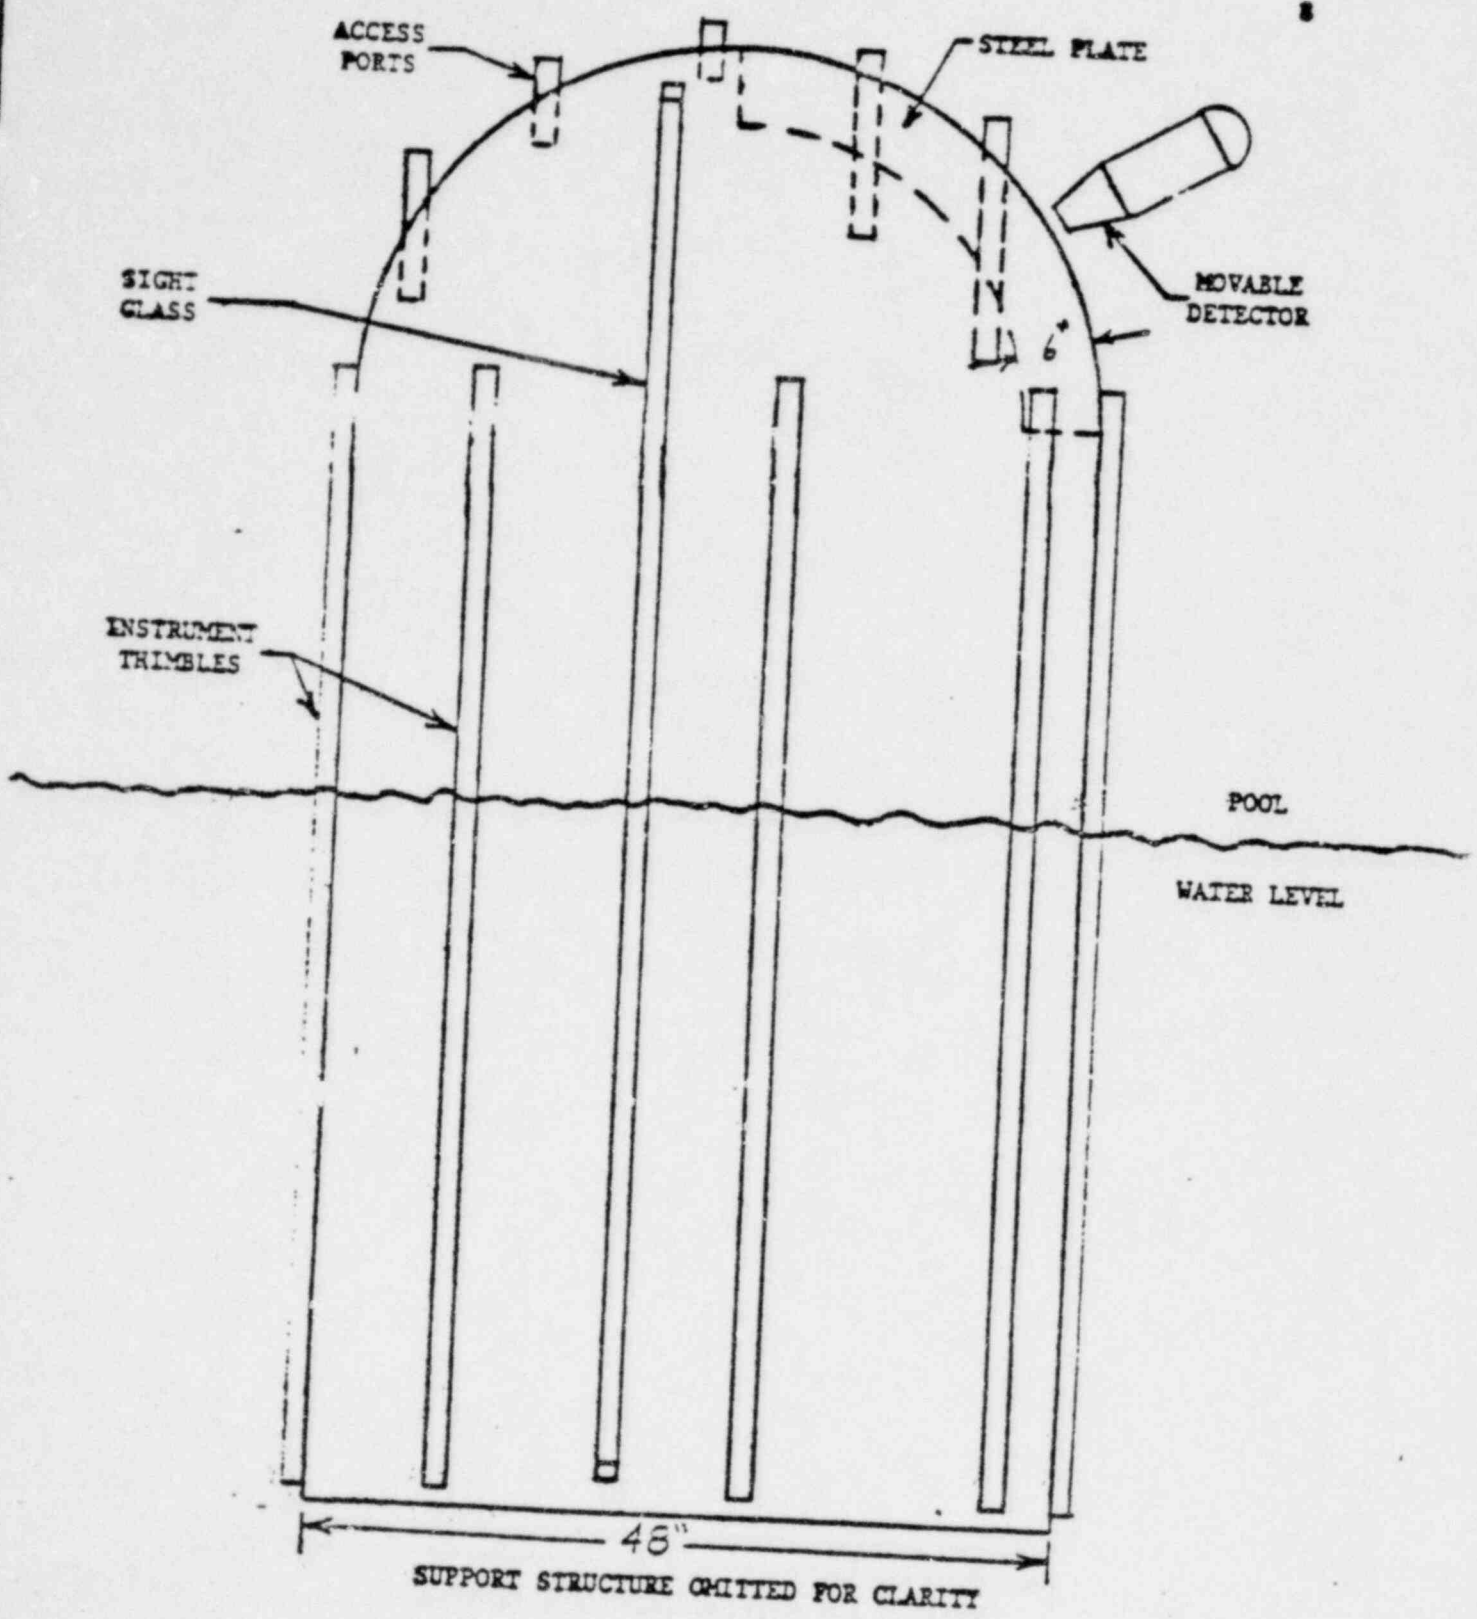 ACCESS
PORTS
STEEL PLATE
SIGHT
GLASS
MOVABLE
DETECTOR
6"
INSTRUMENT
THIMBLES
POOL
WATER LEVEL
48"
SUPPORT STRUCTURE OMITTED FOR CLARITY